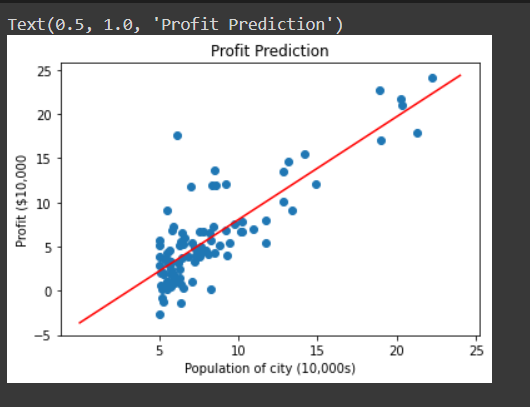 Text(0.5, 1.0, 'Profit Prediction')
Profit Prediction
25
20
15
10
5
0
−5
Profit ($10,000
5 10 15 20 25
Population of city (10,000s)